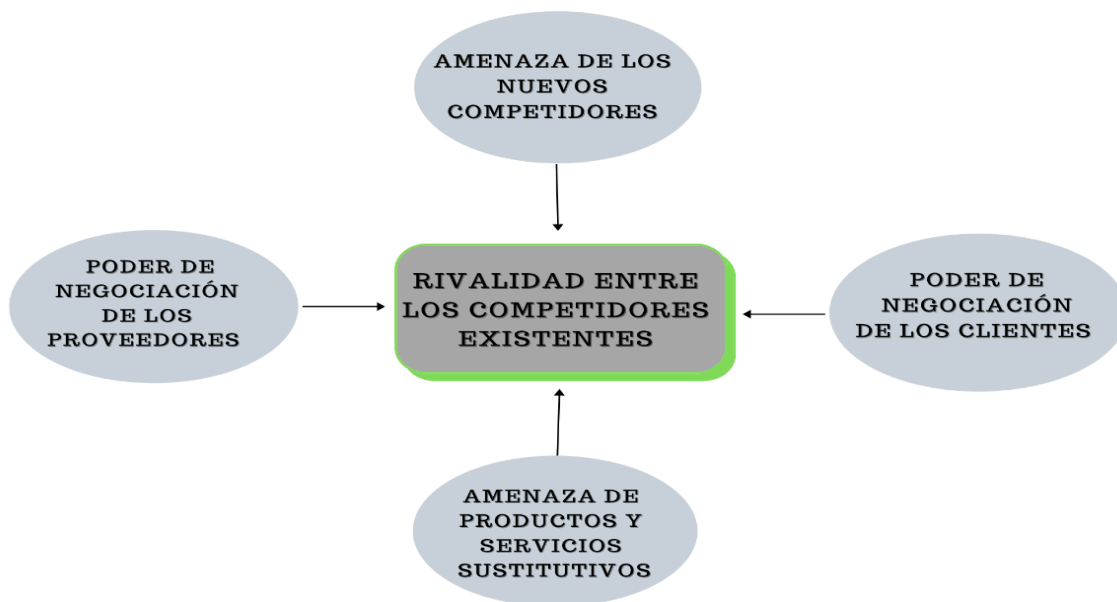 AMENAZA DE LOS
NUEVOS
COMPETIDORES
PODER DE
NEGOCIACIÓN
DE LOS
PROVEEDORES
RIVALIDAD ENTRE
LOS COMPETIDORES
EXISTENTES
PODER DE
NEGOCIACIÓN
DE LOS CLIENTES
AMENAZA DE
PRODUCTOS Y
SERVICIOS
SUSTITUTIVOS